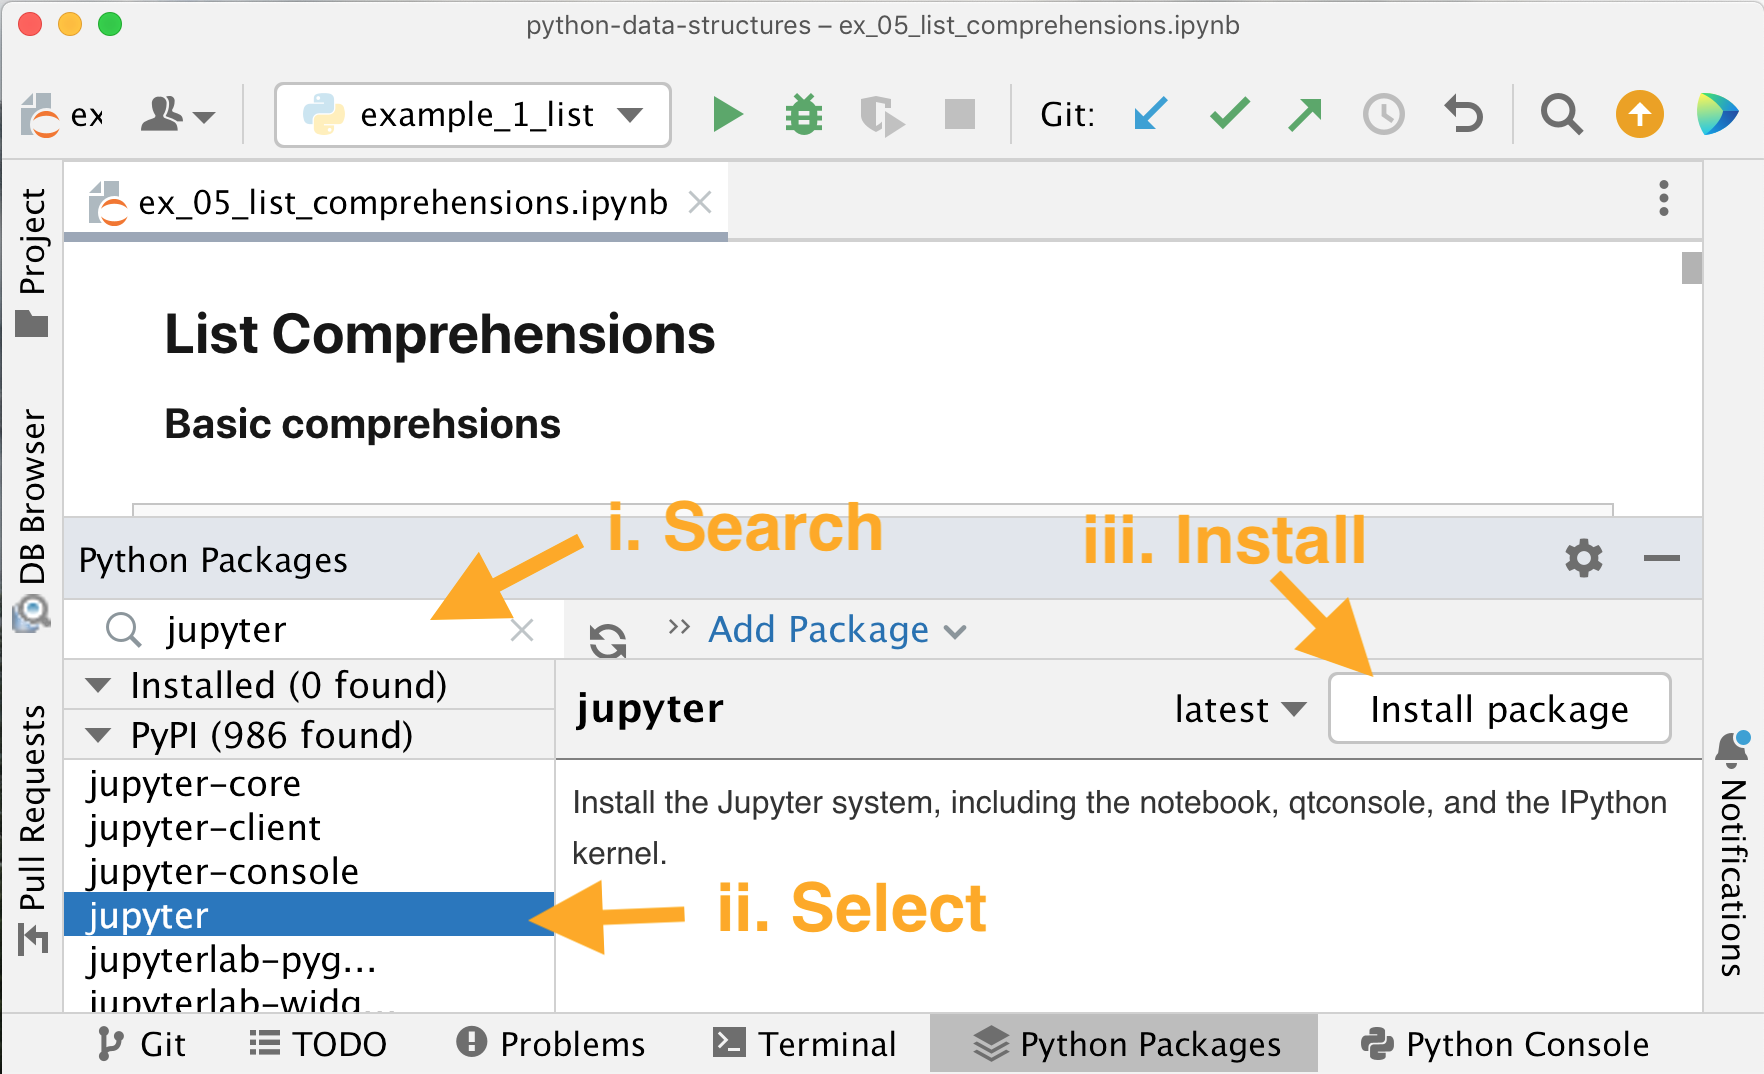 python-data-structures – ex_05_list_comprehensions.ipynb
ex
example_1_list
Git:
ex_05_list_comprehensions.ipynb
Project
DB Browser
Pull Requests
List Comprehensions
Basic comprehsions
i. Search
iii. Install
Python Packages
jupyter
>> Add Package
Installed (0 found)
PyPI (986 found)
jupyter-core
jupyter-client
jupyter-console
jupyter
jupyterlab-pyg...
jupyterlab-widg...
jupyter
latest
Install package
Install the Jupyter system, including the notebook, qtconsole, and the IPython
kernel.
ii. Select
Notifications
Git
TODO
Problems
Terminal
Python Packages
Python Console